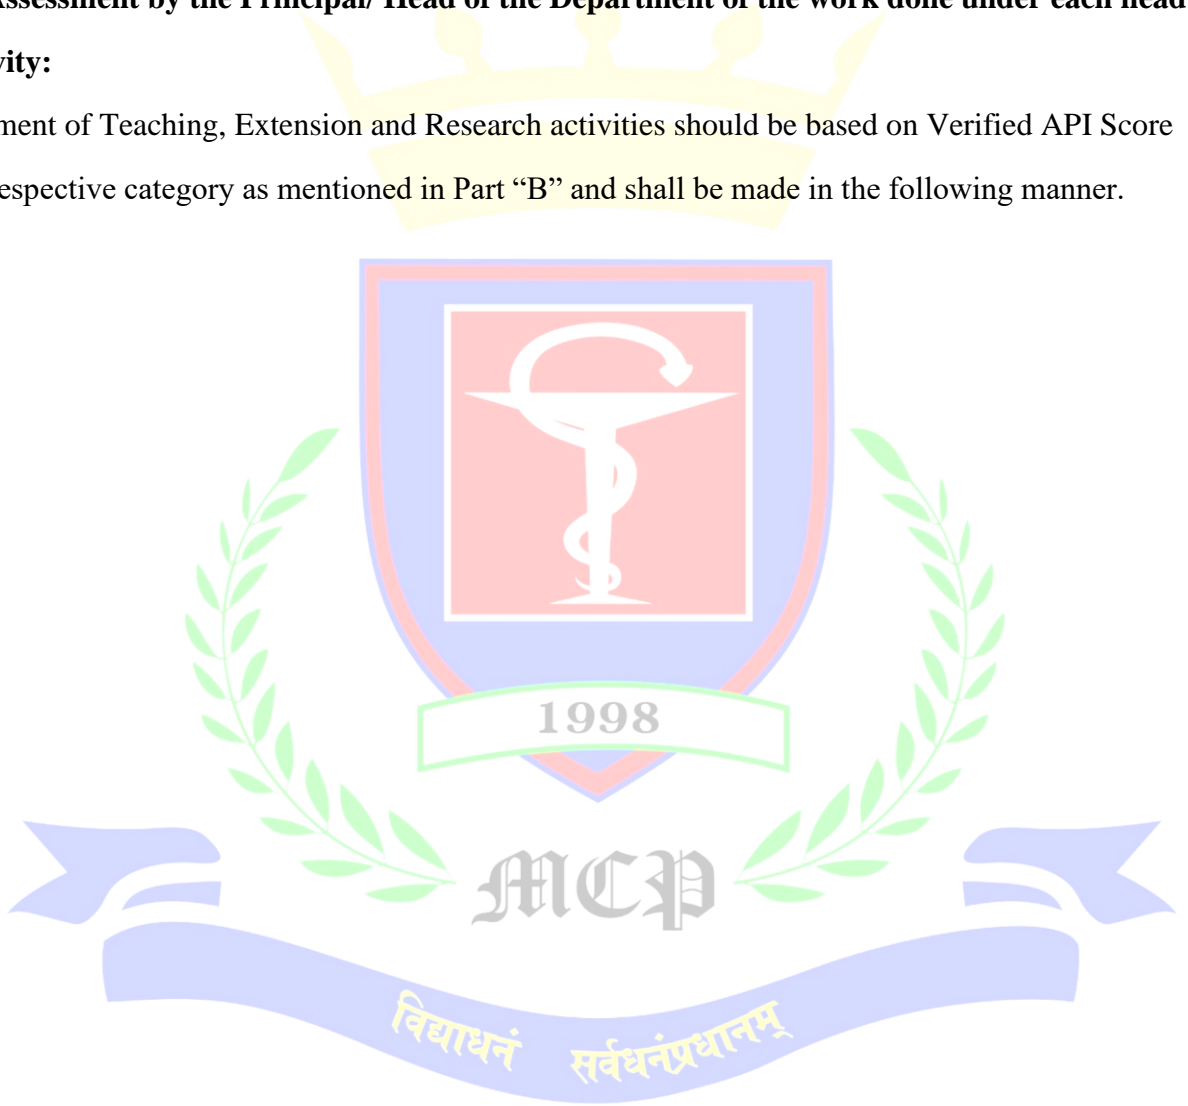 Assessment by the Principal/ Head of the Department of the work done under each head
vity:
ment of Teaching, Extension and Research activities should be based on Verified API Score
espective category as mentioned in Part “B” and shall be made in the following manner.
1998
MCP
विद्याधनं सर्वधनंप्रधानम्